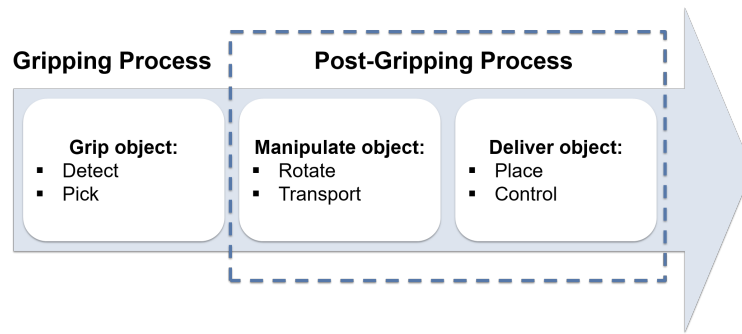 Gripping Process
Post-Gripping Process
Grip object:
▪ Detect
▪ Pick
Manipulate object:
▪ Rotate
▪ Transport
Deliver object:
▪ Place
▪ Control